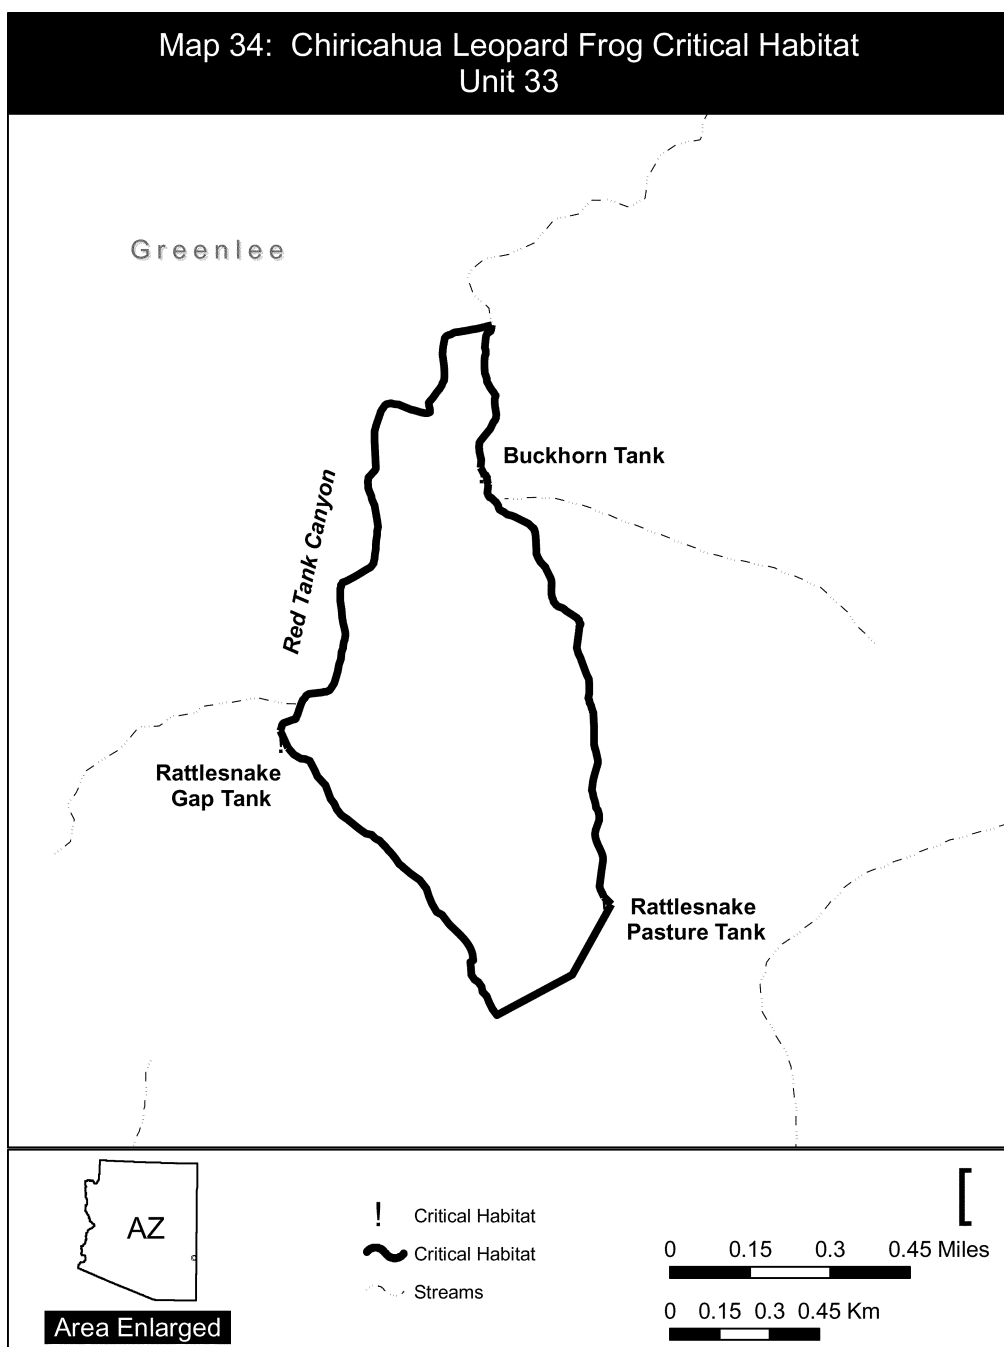 Map 34: Chiricahua Leopard Frog Critical Habitat
Unit 33
Greenlee
Buckhorn Tank
Red Tank Canyon
!
!
Rattlesnake
Gap Tank
Rattlesnake
Pasture Tank
AZ
Area Enlarged
! Critical Habitat
Critical Habitat
Streams
[
0 0.15 0.3 0.45 Miles
0 0.15 0.3 0.45 Km